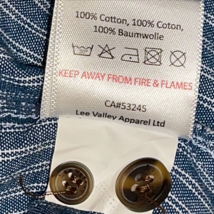 100% Cotton, 100% Coton,
100% Baumwolle
KEEP AWAY FROM FIRE & FLAMES
CA#53245
Lee Valley Apparel Ltd